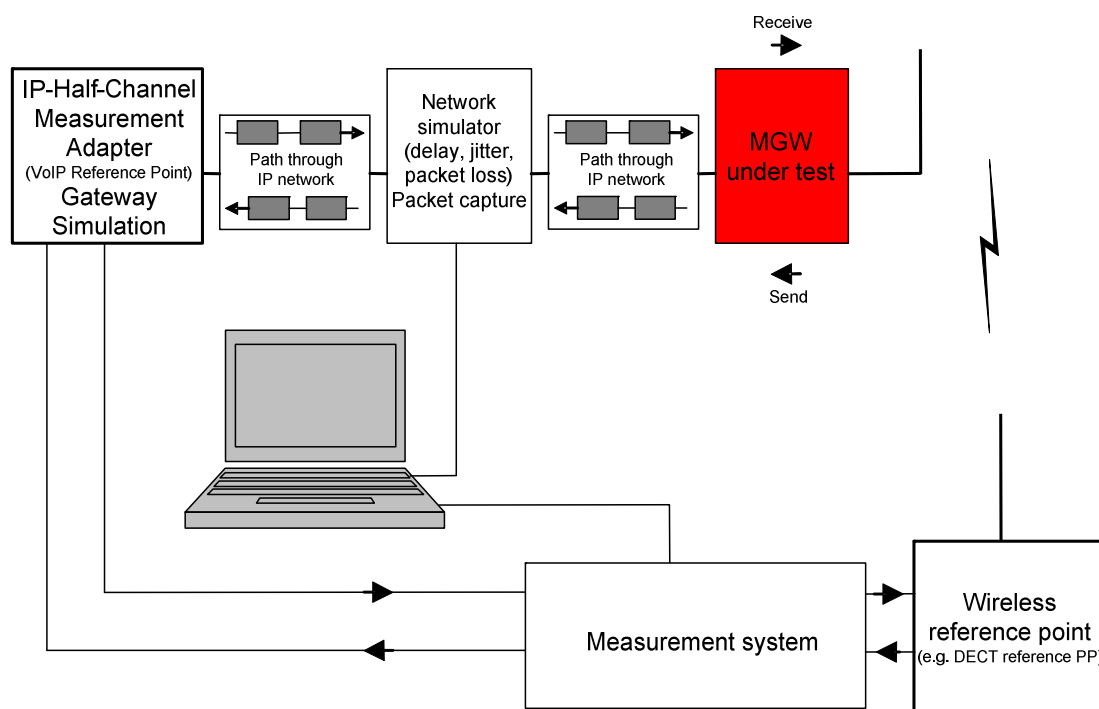 Receive
IP-Half-Channel
Measurement
Adapter
(VoIP Reference Point)
Gateway
Simulation
Path through
IP network
Network
simulator
(delay, jitter,
packet loss)
Packet capture
Path through
IP network
MGW
under test
Send
Measurement system
Wireless
reference point
(e.g. DECT reference PP)